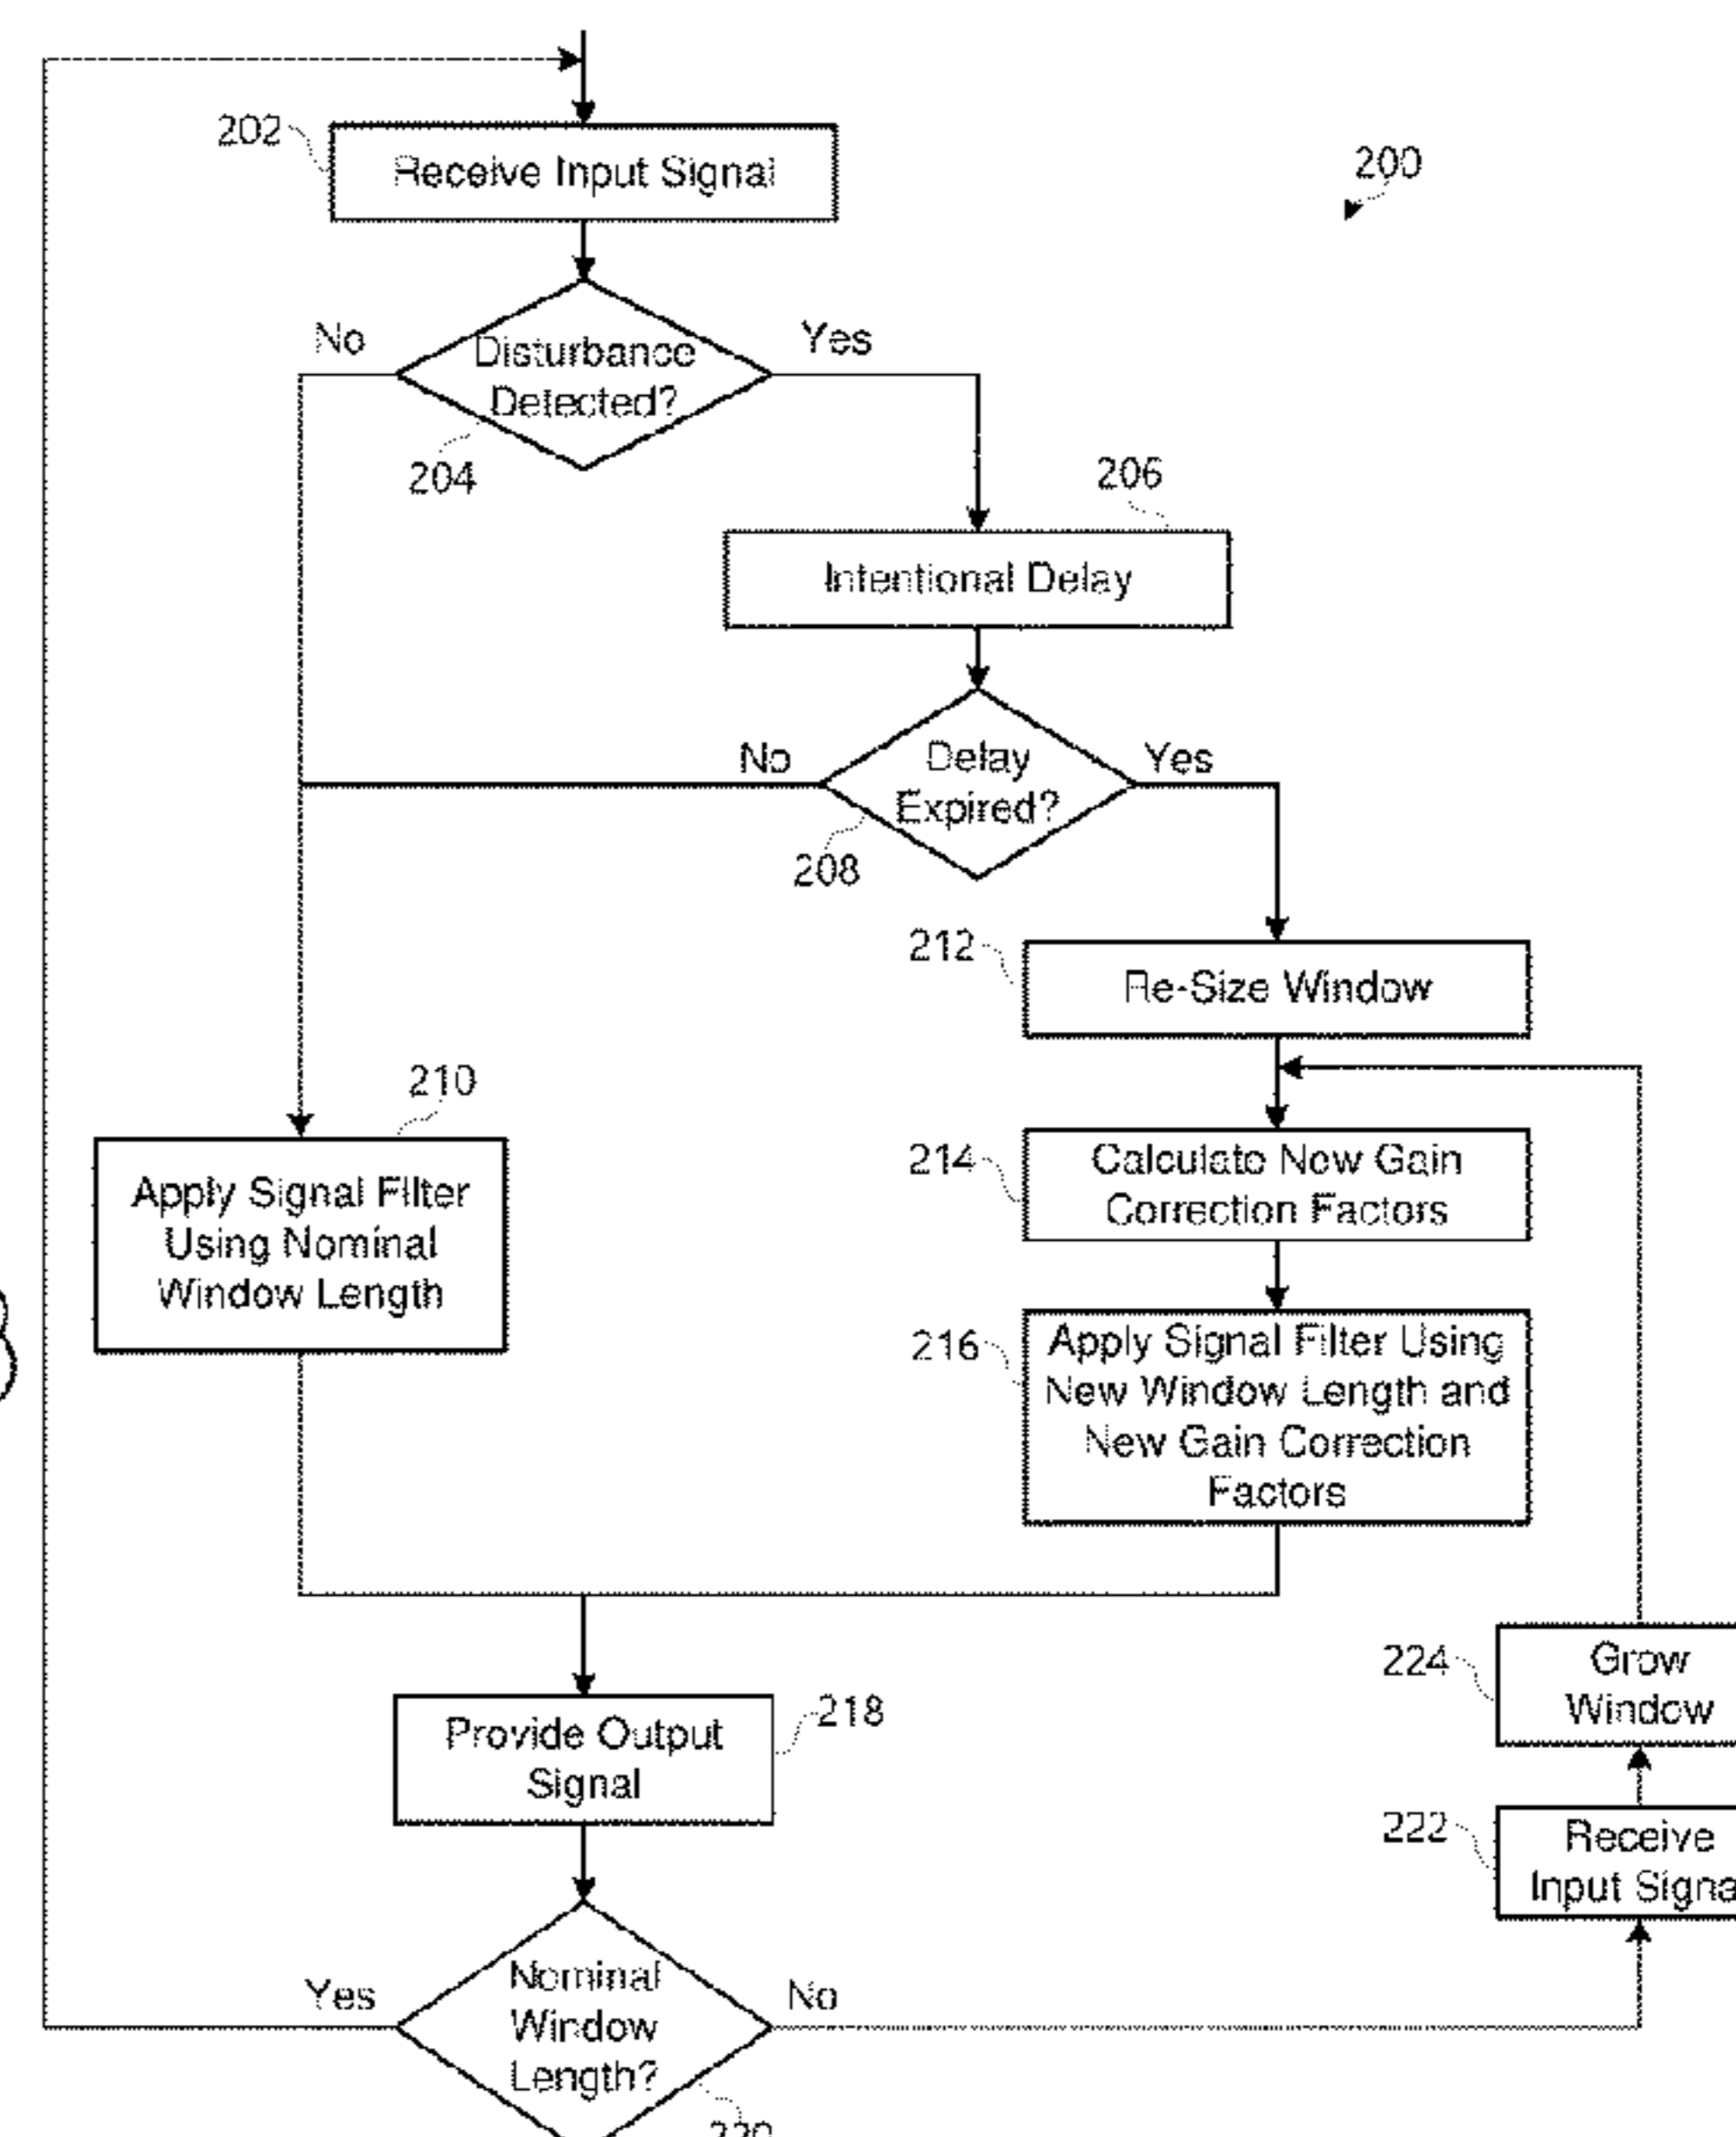 202
Receive Input Signal
200
No
Disturbance
Detected?
Yes
204
206
Intentional Delay
No
Delay
Expired?
Yes
208
212
Re-Size Window
210
Apply Signal Filter
Using Nominal
Window Length
214
Calculate New Gain
Correction Factors
216
Apply Signal Filter Using
New Window Length and
New Gain Correction
Factors
218
Provide Output
Signal
224
Grow
Window
222
Receive
Input Signa
Yes
Nominal
Window
Length?
No
220